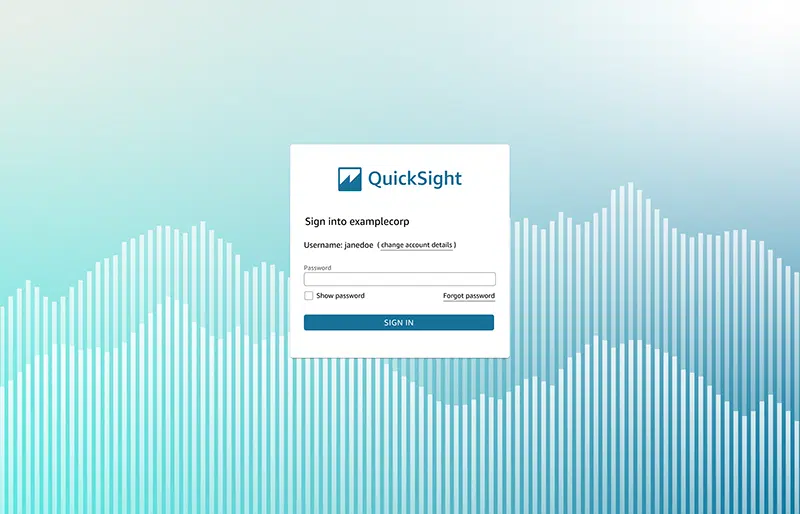 QuickSight
Sign into examplecorp
Username: janedoe ( change account details )
Password
Show password Forgot password
SIGN IN